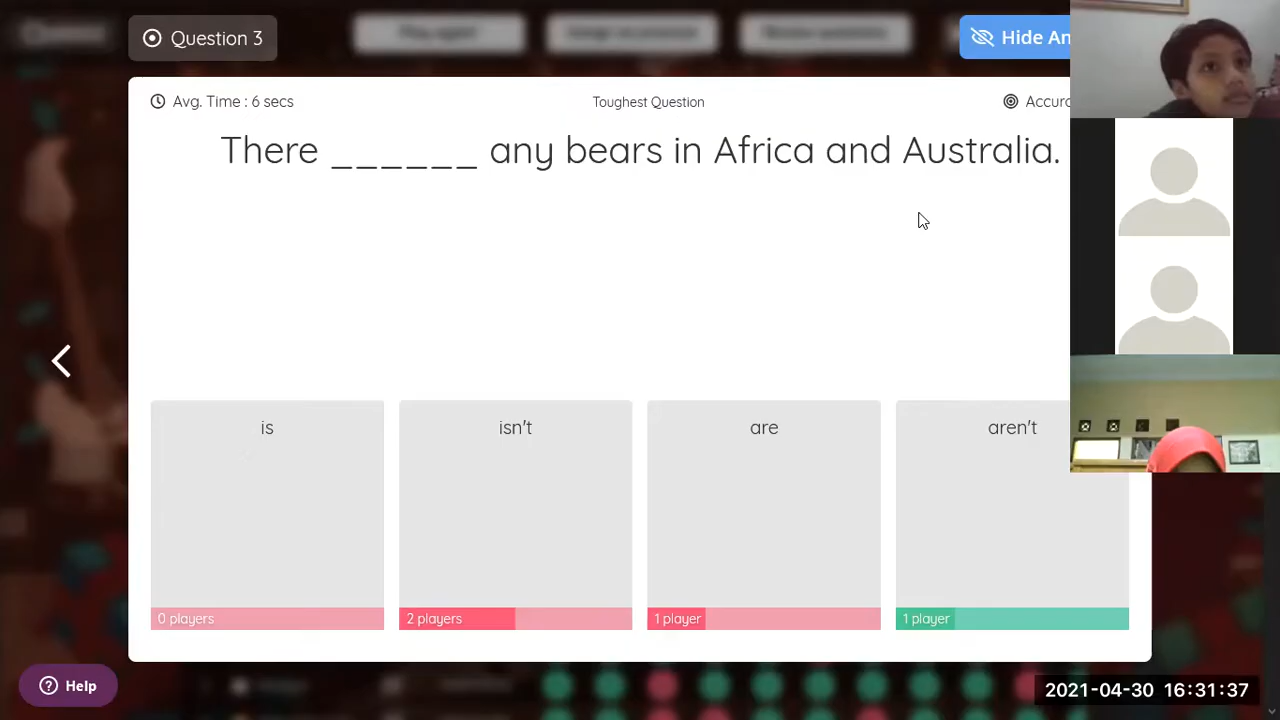 Question 3
Hide An
Avg. Time : 6 secs
Toughest Question
Accurc
There ______ any bears in Africa and Australia.
is
isn't
are
aren't
0 players
2 players
1 player
1 player
Help
2021-04-30 16:31:37